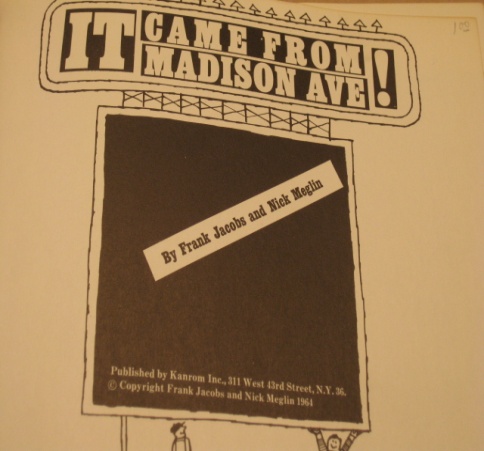 IT CAME FROM
MADISON AVE!
By Frank Jacobs and Nick Meglin
Published by Kanrom Inc., 311 West 43rd Street, N.Y. 36.
© Copyright Frank Jacobs and Nick Meglin 1964